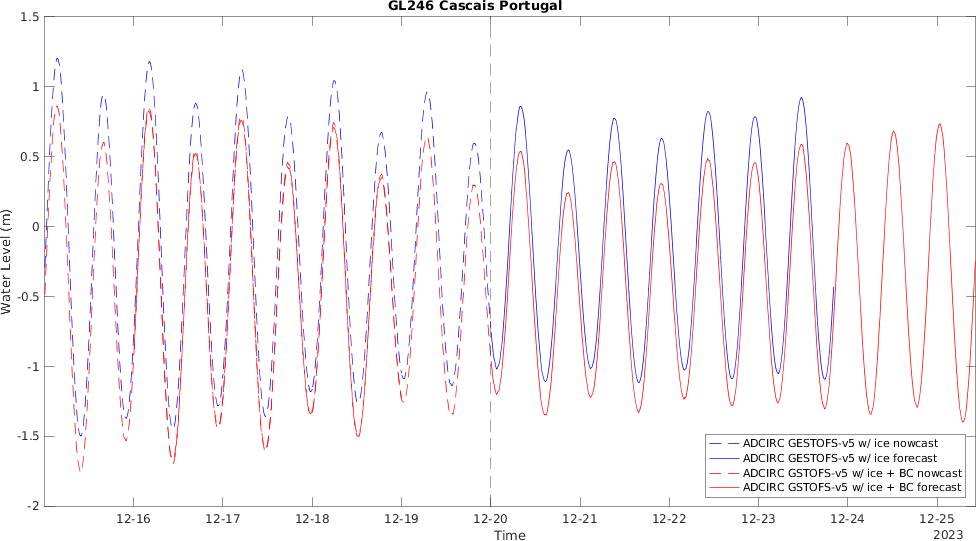 GL246 Cascais Portugal
1.5
1
0.5
0
-0.5
-1
-1.5
-2
Water Level (m)
ADCIRC GESTOFS-v5 w/ ice nowcast
ADCIRC GESTOFS-v5 w/ ice forecast
ADCIRC GSTOFS-v5 w/ ice + BC nowcast
ADCIRC GSTOFS-v5 w/ ice + BC forecast
12-16 12-17 12-18 12-19 12-20 12-21 12-22 12-23 12-24 12-25
Time
2023